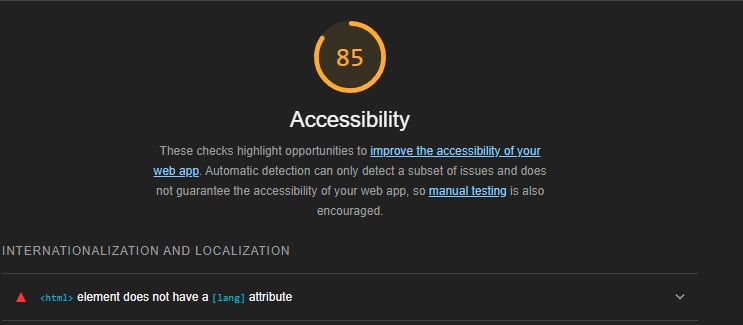 85
Accessibility
These checks highlight opportunities to improve the accessibility of your
web app. Automatic detection can only detect a subset of issues and does
not guarantee the accessibility of your web app, so manual testing is also
encouraged.
INTERNATIONALIZATION AND LOCALIZATION
<html> element does not have a [lang] attribute